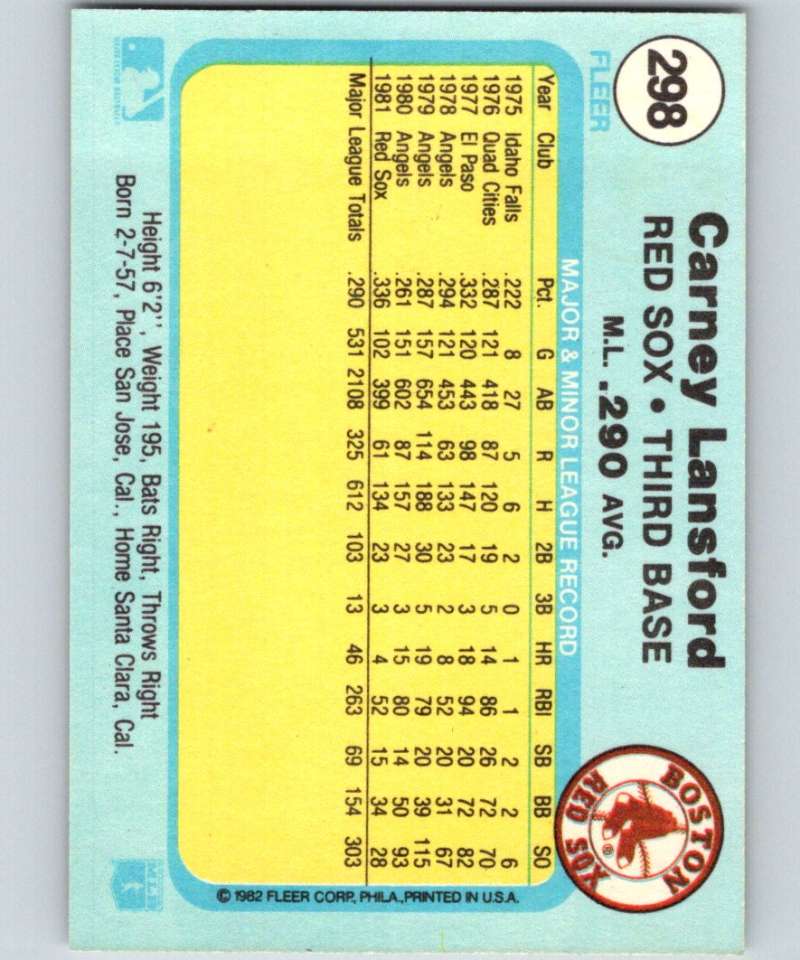 298
FLEER
Carney Lansford
RED SOX • THIRD BASE
M.L. .290 AVG.
BOSTON
RED SOX
®
MAJOR & MINOR LEAGUE RECORD
Year Club Pct. G AB R H 2B 3B HR RBI SB BB SO
1975 Idaho Falls .222 8 27 5 6 2 0 1 1 2 2 6
1976 Quad Cities .287 121 418 87 120 19 5 14 86 26 72 70
1977 El Paso .332 120 443 98 147 17 3 18 94 20 72 82
1978 Angels .294 121 453 63 133 23 2 8 52 20 31 67
1979 Angels .287 157 654 114 188 30 5 19 79 20 39 115
1980 Angels .261 151 602 87 157 27 3 15 80 14 50 93
1981 Red Sox .336 102 399 61 134 23 3 4 52 15 34 28
Major League Totals .290 531 2108 325 612 103 13 46 263 69 154 303
© 1982 FLEER CORP., PHILA., PRINTED IN U.S.A.
Height 6'2", Weight 195, Bats Right, Throws Right
Born 2-7-57, Place San Jose, Cal., Home Santa Clara, Cal.